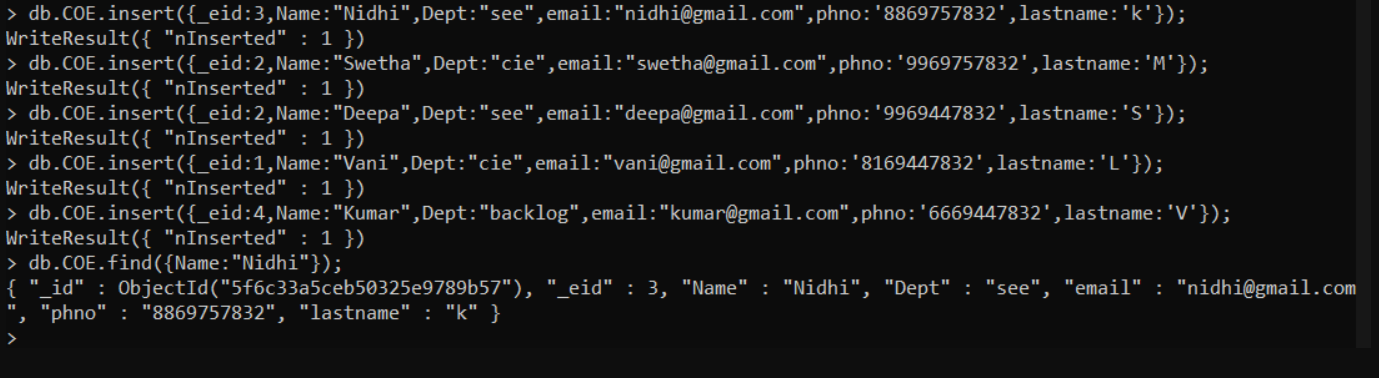 > db.COE.insert({_eid:3,Name:"Nidhi",Dept:"see",email:"nidhi@gmail.com",phno:'8869757832',lastname:'k'});
WriteResult({ "nInserted" : 1 })
> db.COE.insert({_eid:2,Name:"Swetha",Dept:"cie",email:"swetha@gmail.com",phno:'9969757832',lastname:'M'});
WriteResult({ "nInserted" : 1 })
> db.COE.insert({_eid:2,Name:"Deepa",Dept:"see",email:"deepa@gmail.com",phno:'9969447832',lastname:'S'});
WriteResult({ "nInserted" : 1 })
> db.COE.insert({_eid:1,Name:"Vani",Dept:"cie",email:"vani@gmail.com",phno:'8169447832',lastname:'L'});
WriteResult({ "nInserted" : 1 })
> db.COE.insert({_eid:4,Name:"Kumar",Dept:"backlog",email:"kumar@gmail.com",phno:'6669447832',lastname:'V'});
WriteResult({ "nInserted" : 1 })
> db.COE.find({Name:"Nidhi"});
{ "_id" : ObjectId("5f6c33a5ceb50325e9789b57"), "_eid" : 3, "Name" : "Nidhi", "Dept" : "see", "email" : "nidhi@gmail.com
", "phno" : "8869757832", "lastname" : "k" }
>